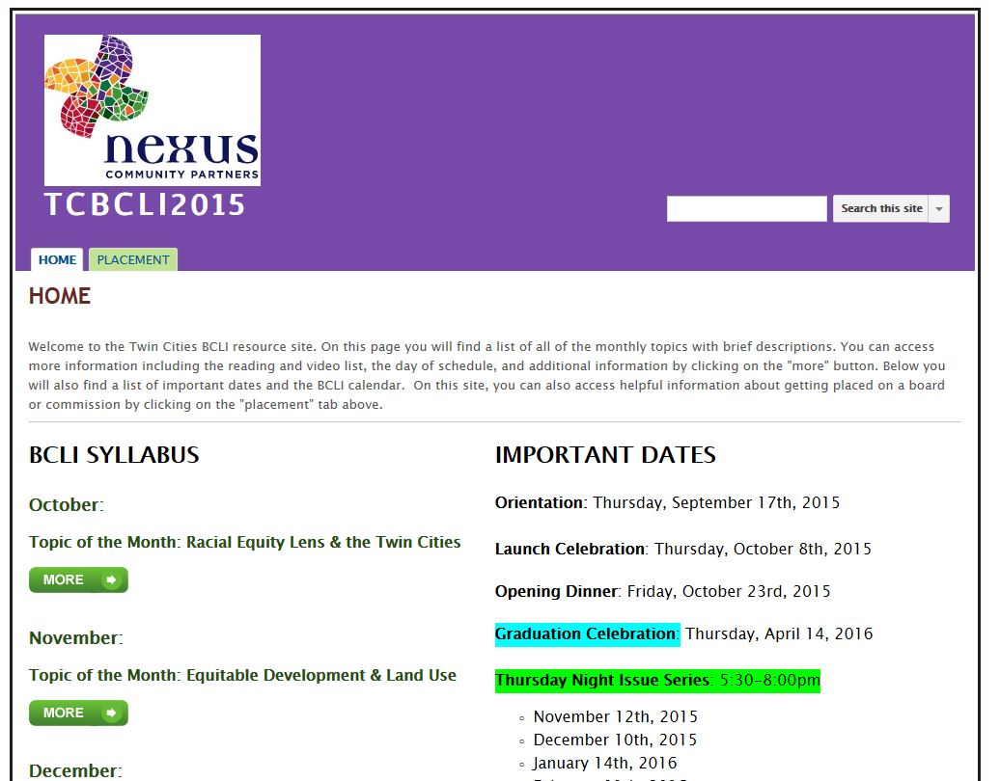 nexus
COMMUNITY PARTNERS
TCBCLI2015
Search this site
HOME
PLACEMENT
HOME
Welcome to the Twin Cities BCLI resource site. On this page you will find a list of all of the monthly topics with brief descriptions. You can access
more information including the reading and video list, the day of schedule, and additional information by clicking on the "more" button. Below you
will also find a list of important dates and the BCLI calendar.  On this site, you can also access helpful information about getting placed on a board
or commission by clicking on the "placement" tab above.
BCLI SYLLABUS
October:
Topic of the Month: Racial Equity Lens & the Twin Cities
MORE
November:
Topic of the Month: Equitable Development & Land Use
MORE
December:
IMPORTANT DATES
Orientation: Thursday, September 17th, 2015
Launch Celebration: Thursday, October 8th, 2015
Opening Dinner: Friday, October 23rd, 2015
Graduation Celebration: Thursday, April 14, 2016
Thursday Night Issue Series: 5:30-8:00pm
November 12th, 2015
December 10th, 2015
January 14th, 2016